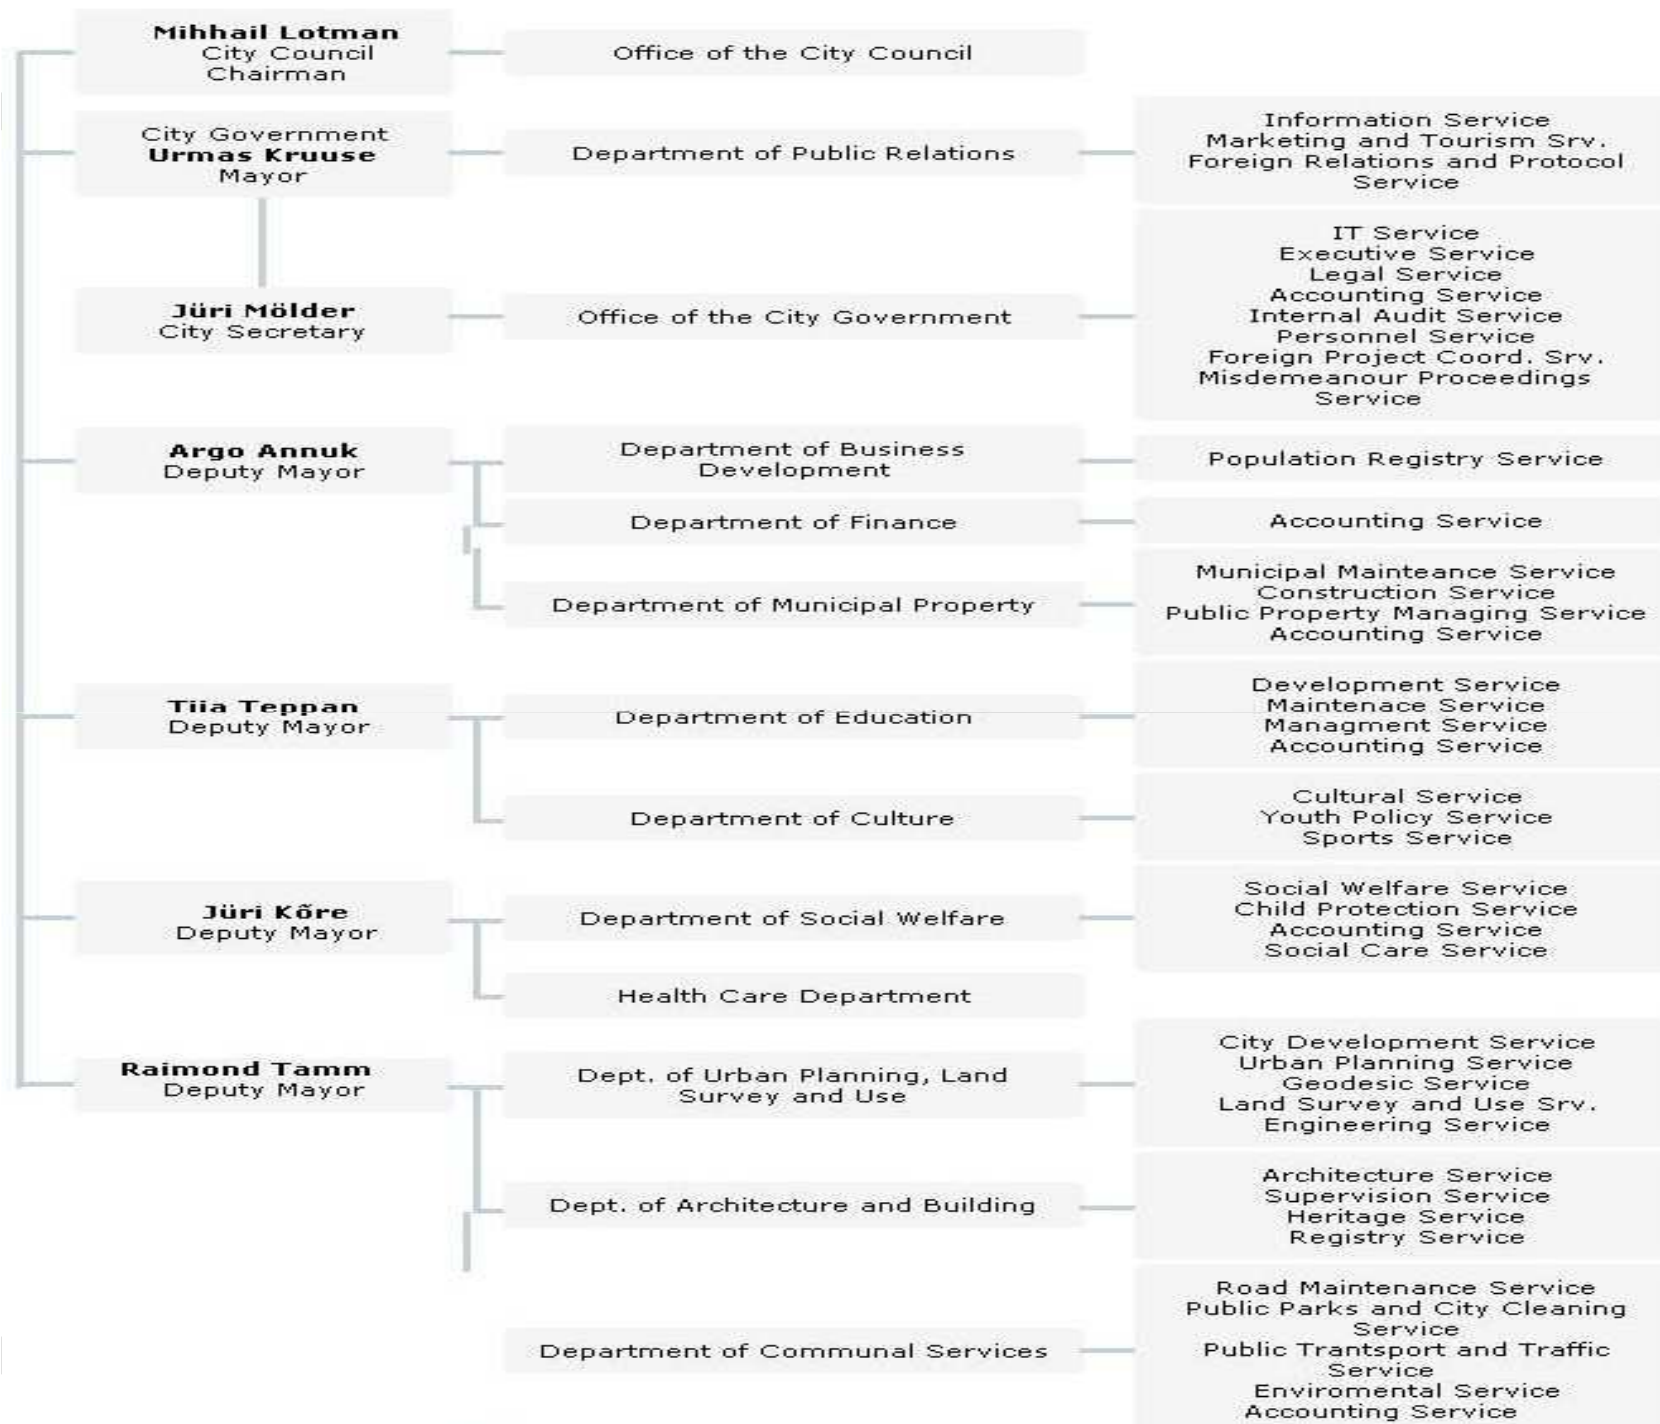 Mihhail Lotman
City Council
Chairman
Office of the City Council
City Government
Urmas Kruuse
Mayor
Department of Public Relations
Information Service
Marketing and Tourism Srv.
Foreign Relations and Protocol
Service
Jüri Mölder
City Secretary
Office of the City Government
IT Service
Executive Service
Legal Service
Accounting Service
Internal Audit Service
Personnel Service
Foreign Project Coord. Srv.
Misdemeanour Proceedings
Service
Argo Annuk
Deputy Mayor
Department of Business
Development
Population Registry Service
Department of Finance
Accounting Service
Department of Municipal Property
Municipal Mainteance Service
Construction Service
Public Property Managing Service
Accounting Service
Tiia Teppan
Deputy Mayor
Department of Education
Development Service
Maintenace Service
Managment Service
Accounting Service
Department of Culture
Cultural Service
Youth Policy Service
Sports Service
Jüri Kőre
Deputy Mayor
Department of Social Welfare
Social Welfare Service
Child Protection Service
Accounting Service
Social Care Service
Health Care Department
Raimond Tamm
Deputy Mayor
Dept. of Urban Planning, Land
Survey and Use
City Development Service
Urban Planning Service
Geodesic Service
Land Survey and Use Srv.
Engineering Service
Dept. of Architecture and Building
Architecture Service
Supervision Service
Heritage Service
Registry Service
Department of Communal Services
Road Maintenance Service
Public Parks and City Cleaning
Service
Public Trantsport and Traffic
Service
Enviromental Service
Accounting Service